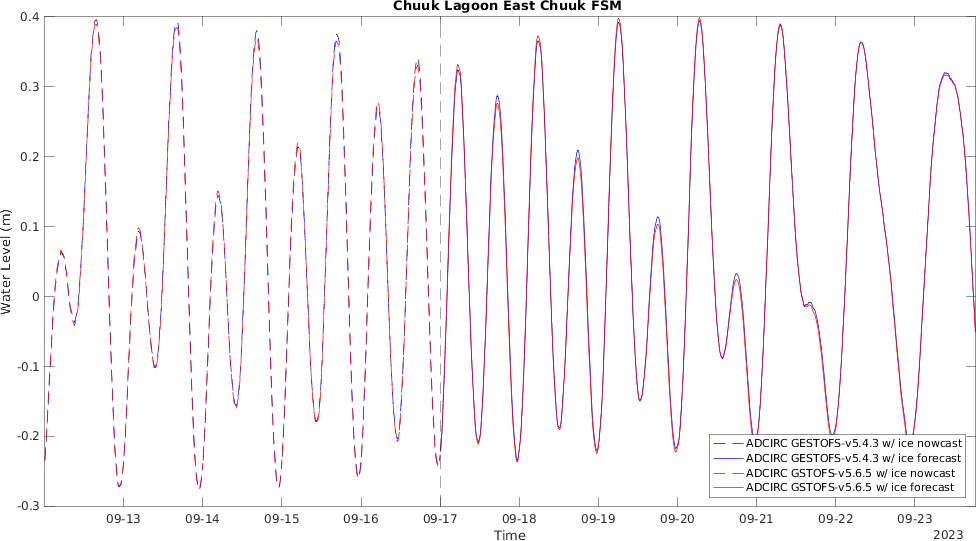 Chuuk Lagoon East Chuuk FSM
0.4
0.3
0.2
0.1
0
-0.1
-0.2
-0.3
Water Level (m)
ADCIRC GESTOFS-v5.4.3 w/ ice nowcast
ADCIRC GESTOFS-v5.4.3 w/ ice forecast
ADCIRC GSTOFS-v5.6.5 w/ ice nowcast
ADCIRC GSTOFS-v5.6.5 w/ ice forecast
09-13 09-14 09-15 09-16 09-17 09-18 09-19 09-20 09-21 09-22 09-23
Time
2023